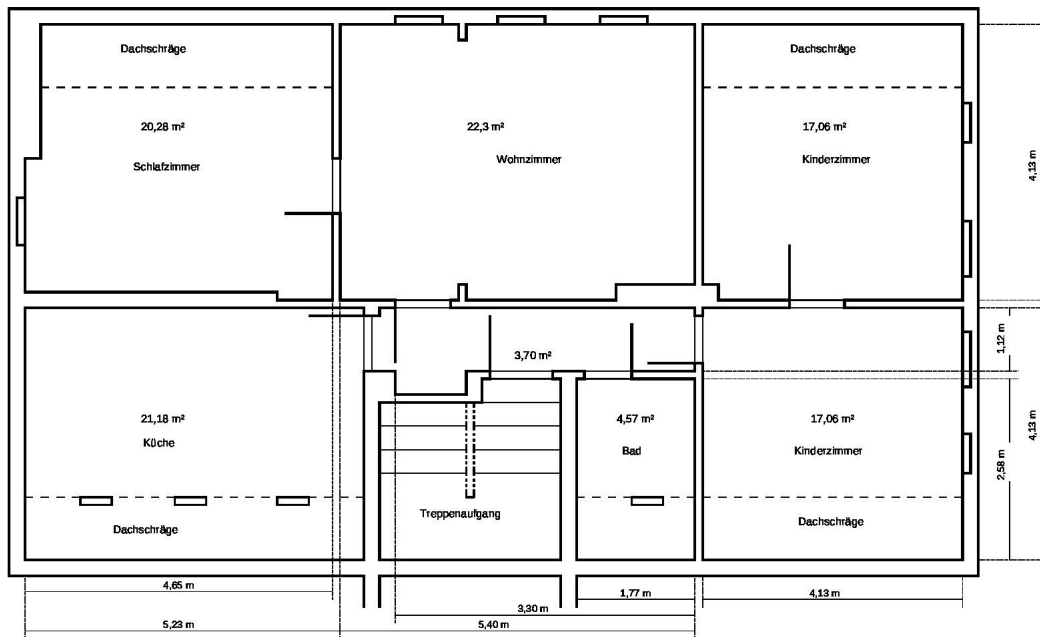 Dachschräge
Dachschräge
20,28 m²
22,3 m²
17,06 m²
Schlafzimmer
Wohnzimmer
Kinderzimmer
4,13 m
3,70 m²
1,12 m
21,18 m²
4,57 m²
17,06 m²
Küche
Bad
Kinderzimmer
4,13 m
2,58 m
Treppenaufgang
Dachschräge
Dachschräge
4,65 m
1,77 m
4,13 m
3,30 m
5,23 m
5,40 m